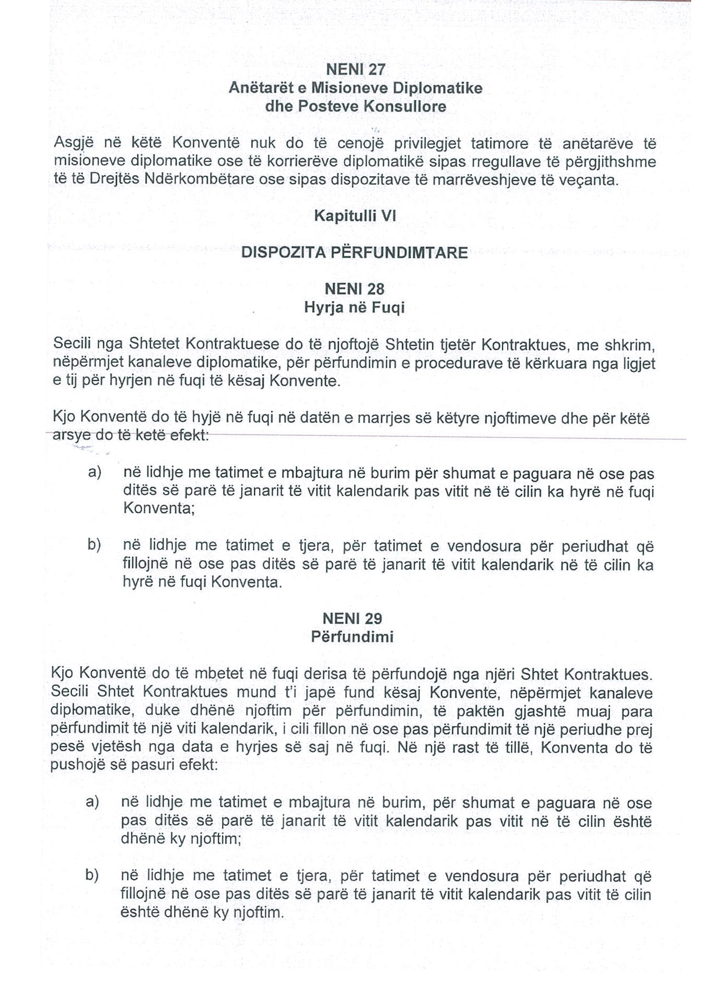 NENI 27
Anëtarët e Misioneve Diplomatike
dhe Posteve Konsullore
Asgjë në këtë Konventë nuk do të cenojë privilegjet tatimore të anëtarëve të
misioneve diplomatike ose të korrierëve diplomatikë sipas rregullave të përgjithshme
të të Drejtës Ndërkombëtare ose sipas dispozitave të marrëveshjeve të veçanta.
Kapitulli VI
DISPOZITA PËRFUNDIMTARE
NENI 28
Hyrja në Fuqi
Secili nga Shtetet Kontraktuese do të njoftojë Shtetin tjetër Kontraktues, me shkrim,
nëpërmjet kanaleve diplomatike, për përfundimin e procedurave të kërkuara nga ligjet
e tij për hyrjen në fuqi të kësaj Konvente.
Kjo Konventë do të hyjë në fuqi në datën e marrjes së këtyre njoftimeve dhe për këtë
arsye do të ketë efekt:
a) në lidhje me tatimet e mbajtura në burim për shumat e paguara në ose pas
ditës së parë të janarit të vitit kalendarik pas vitit në të cilin ka hyrë në fuqi
Konventa;
b) në lidhje me tatimet e tjera, për tatimet e vendosura për periudhat që
fillojnë në ose pas ditës së parë të janarit të vitit kalendarik në të cilin ka
hyrë në fuqi Konventa.
NENI 29
Përfundimi
Kjo Konventë do të mbetet në fuqi derisa të përfundojë nga njëri Shtet Kontraktues.
Secili Shtet Kontraktues mund t'i japë fund kësaj Konvente, nëpërmjet kanaleve
diplomatike, duke dhënë njoftim për përfundimin, të paktën gjashtë muaj para
përfundimit të një viti kalendarik, i cili fillon në ose pas përfundimit të një periudhe prej
pesë vjetësh nga data e hyrjes së saj në fuqi. Në një rast të tillë, Konventa do të
pushojë së pasuri efekt:
a) në lidhje me tatimet e mbajtura në burim, për shumat e paguara në ose
pas ditës së parë të janarit të vitit kalendarik pas vitit në të cilin është
dhënë ky njoftim;
b) në lidhje me tatimet e tjera, për tatimet e vendosura për periudhat që
fillojnë në ose pas ditës së parë të janarit të vitit kalendarik pas vitit të cilin
është dhënë ky njoftim.